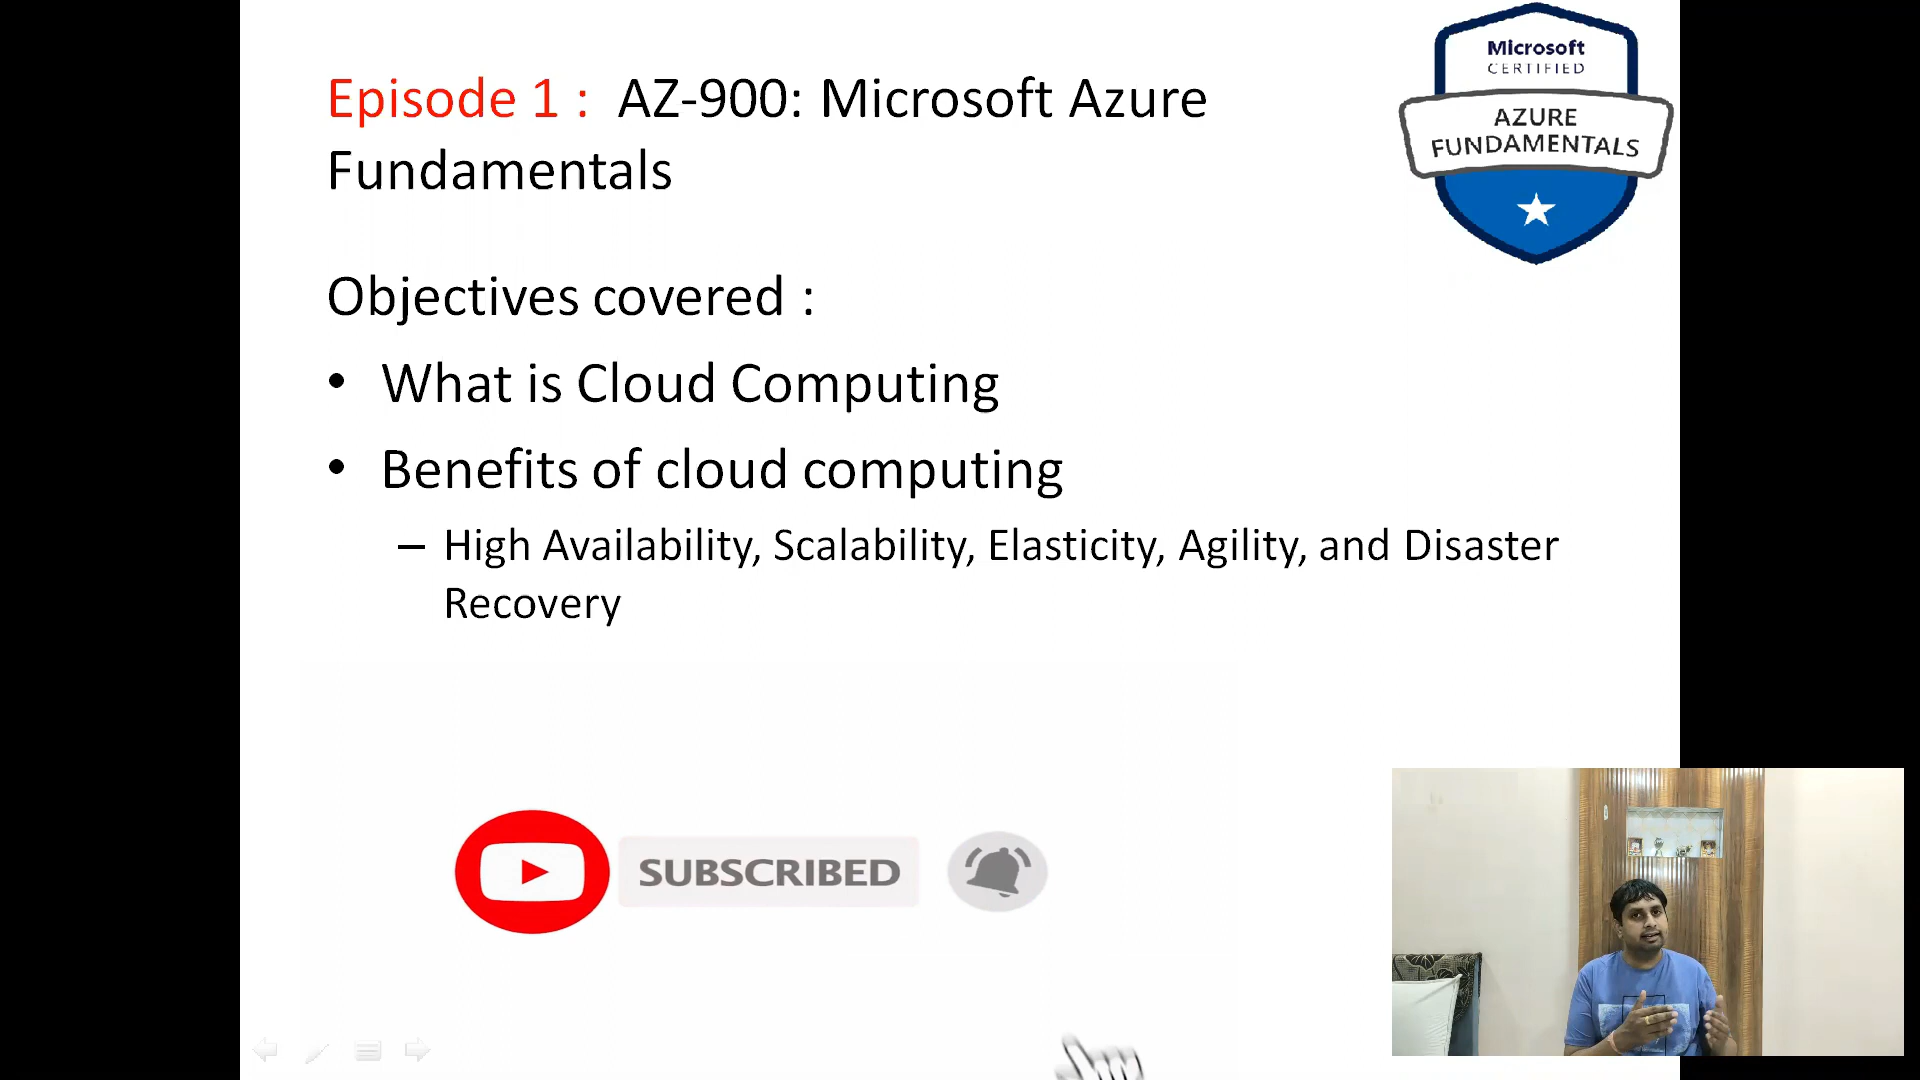 Episode 1 : AZ-900: Microsoft Azure
Fundamentals
Microsoft
CERTIFIED
AZURE
FUNDAMENTALS
Objectives covered :
• What is Cloud Computing
• Benefits of cloud computing
– High Availability, Scalability, Elasticity, Agility, and Disaster
Recovery
SUBSCRIBED